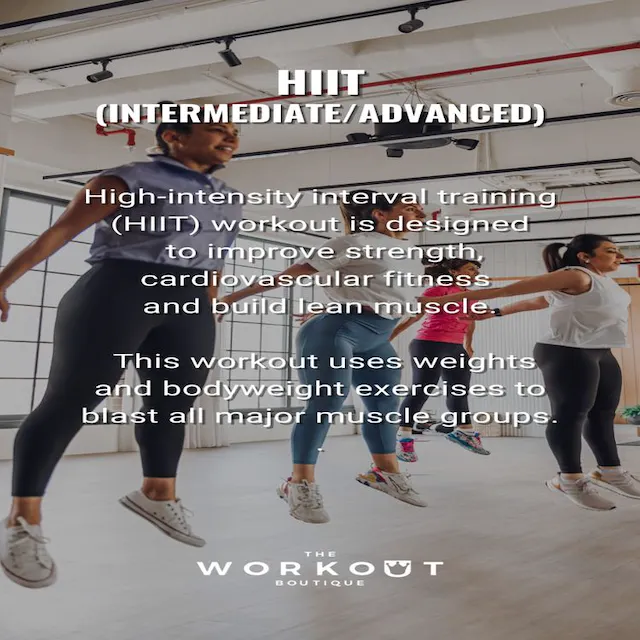 HIIT
(INTERMEDIATE/ADVANCED)
High-intensity interval training
(HIIT) workout is designed
to improve strength,
cardiovascular fitness
and build lean muscle.
This workout uses weights
and bodyweight exercises to
blast all major muscle groups.
.
THE
WORKOUT
BOUTIQUE